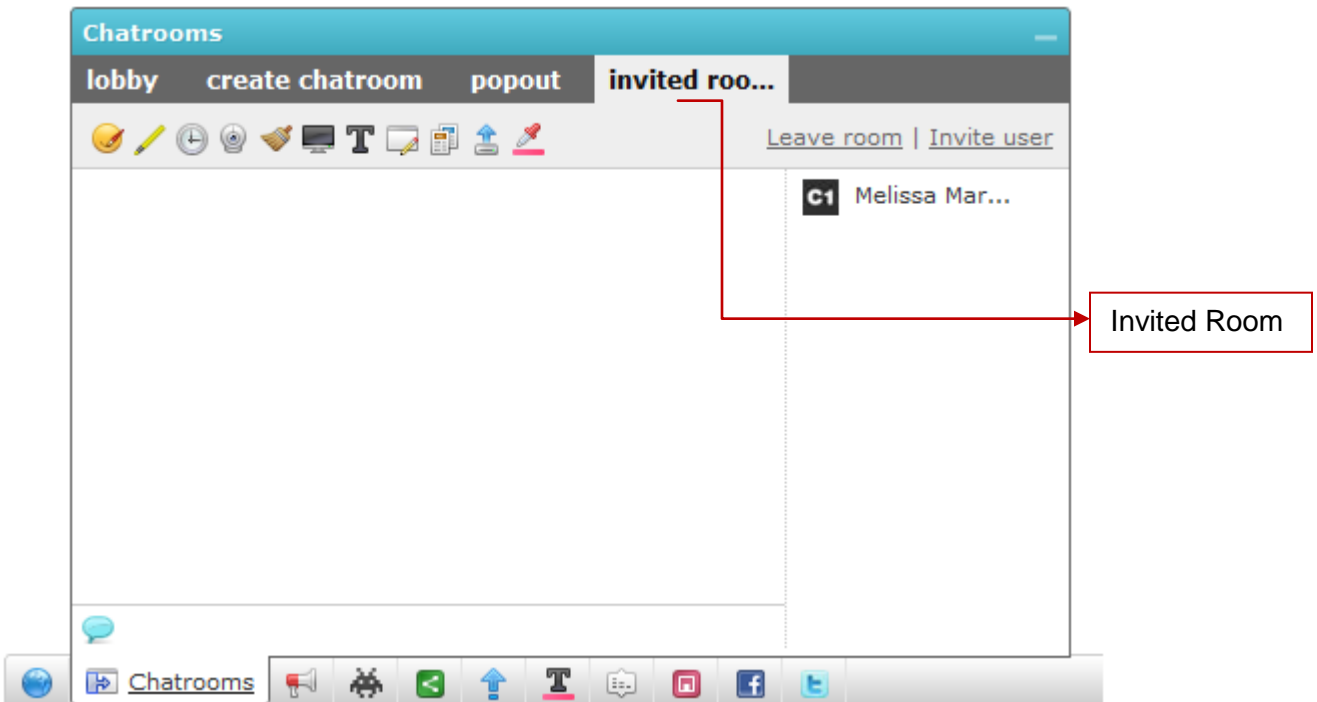 Chatrooms
lobby create chatroom popout invited roo...
Leave room | Invite user
C1 Melissa Mar...
Invited Room
Chatrooms